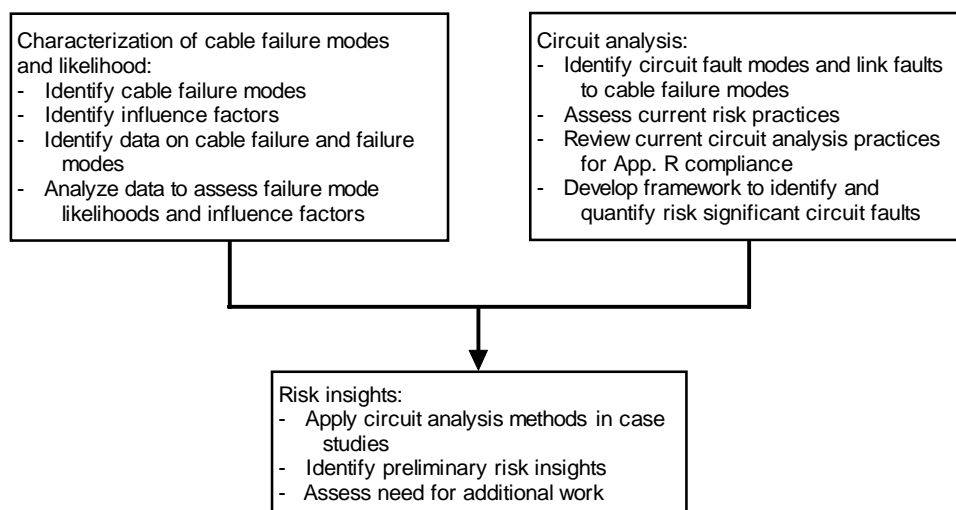 Characterization of cable failure modes
and likelihood:
- Identify cable failure modes
- Identify influence factors
- Identify data on cable failure and failure
modes
- Analyze data to assess failure mode
likelihoods and influence factors
Circuit analysis:
- Identify circuit fault modes and link faults
to cable failure modes
- Assess current risk practices
- Review current circuit analysis practices
for App. R compliance
- Develop framework to identify and
quantify risk significant circuit faults
Risk insights:
- Apply circuit analysis methods in case
studies
- Identify preliminary risk insights
- Assess need for additional work